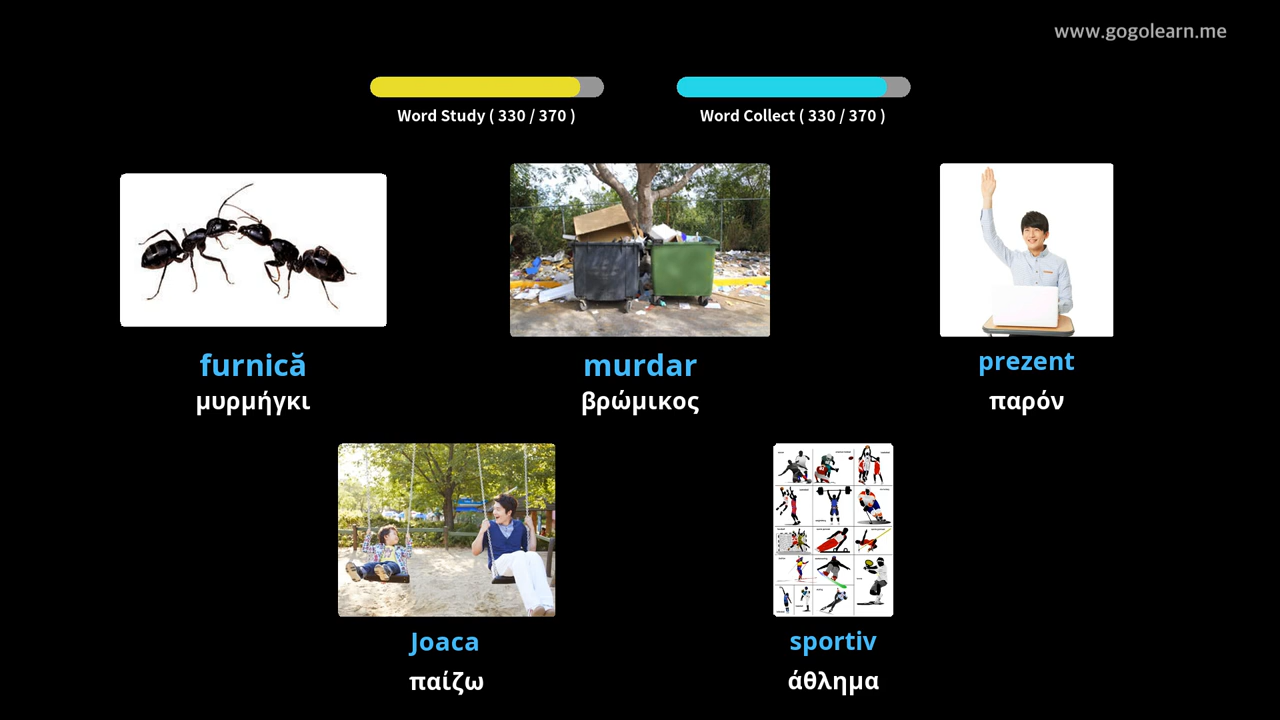 www.gogolearn.me
Word Study ( 330 / 370 )
Word Collect ( 330 / 370 )
furnică
μυρμήγκι
murdar
βρώμικος
prezent
παρόν
Joaca
παίζω
sportiv
άθλημα